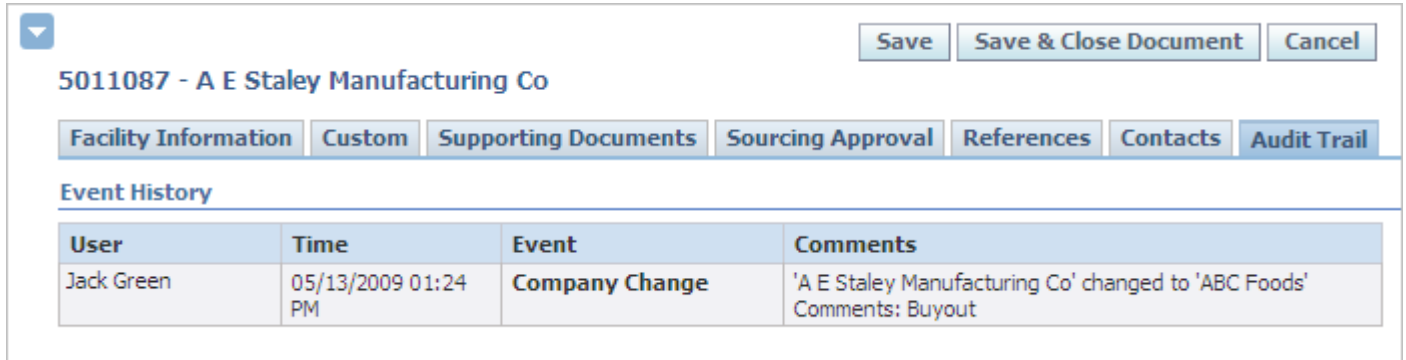 Save Save & Close Document Cancel
5011087 - A E Staley Manufacturing Co
Facility Information Custom Supporting Documents Sourcing Approval References Contacts Audit Trail
Event History
User Time Event Comments
Jack Green 05/13/2009 01:24 Company Change 'A E Staley Manufacturing Co' changed to 'ABC Foods'
PM Comments: Buyout